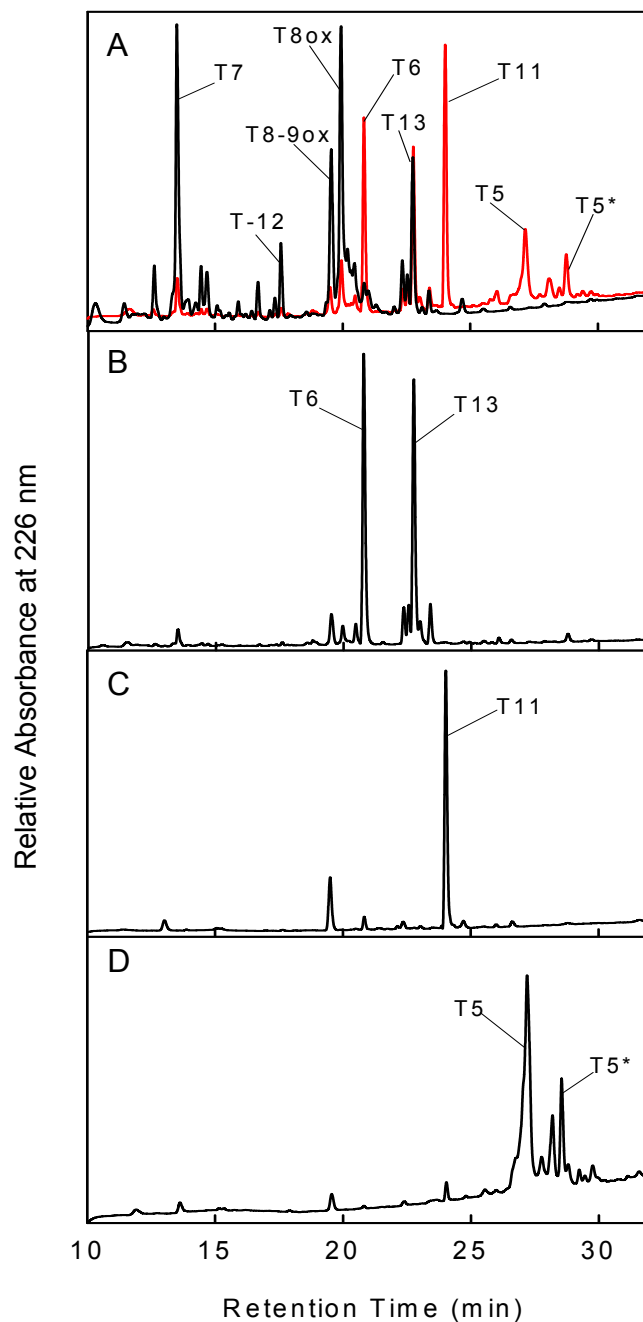 A
T7
T8ox
T8-9ox
T-12
T6
T13
T11
T5
T5*
B
T6
T13
C
T11
D
T5
T5*
Relative Absorbance at 226 nm
10 15 20 25 30
Retention Time (min)